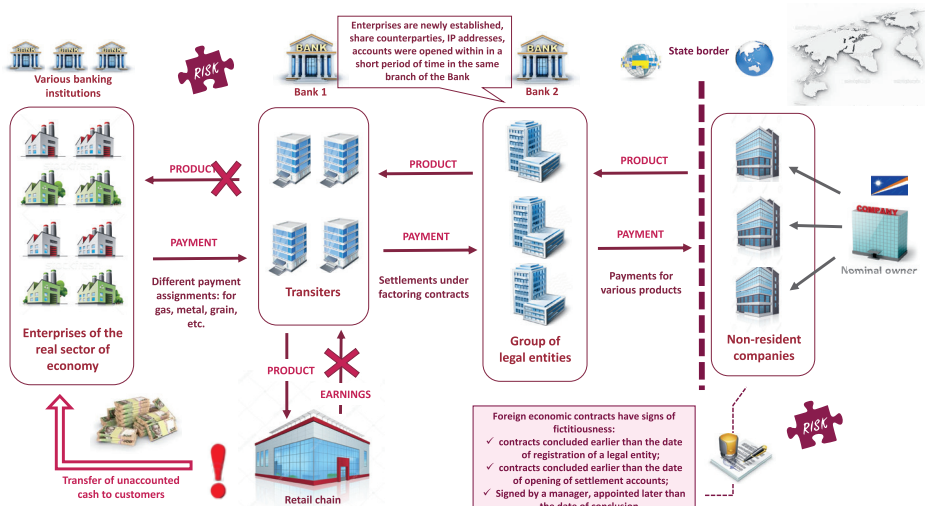 Enterprises are newly established,
share counterparties, IP addresses,
accounts were opened within in a
short period of time in the same
branch of the Bank
BANK
BANK
BANK
BANK
BANK
Various banking
institutions
RISK
Bank 1
Bank 2
State border
PRODUCT
PRODUCT
PRODUCT
COMPANY
Nominal owner
PAYMENT
PAYMENT
PAYMENT
Different payment
assignments: for
gas, metal, grain,
etc.
Transiters
Settlements under
factoring contracts
Payments for
various products
Enterprises of the
real sector of
economy
Group of
legal entities
Non-resident
companies
PRODUCT
EARNINGS
Transfer of unaccounted
cash to customers
Retail chain
Foreign economic contracts have signs of
fictitiousness:
✓ contracts concluded earlier than the date
of registration of a legal entity;
✓ contracts concluded earlier than the date
of opening of settlement accounts;
✓ Signed by a manager, appointed later than
the date of conclusion
RISK